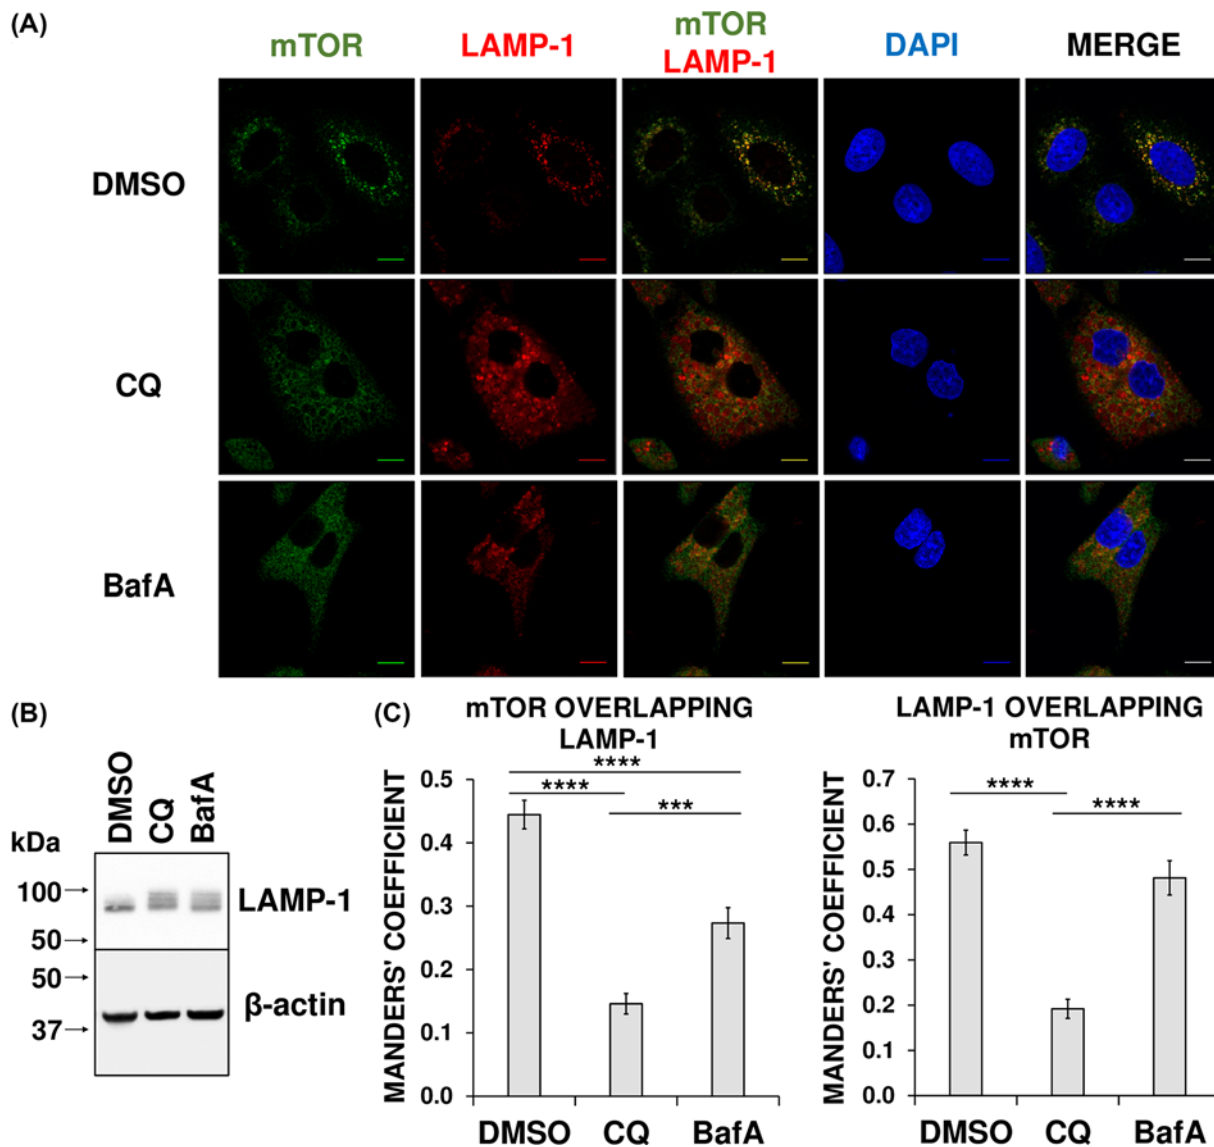 (A)
mTOR
LAMP-1
mTOR
LAMP-1
DAPI
MERGE
DMSO
CQ
BafA
(B)
DMSO
CQ
BafA
kDa
100
50
LAMP-1
50
37
β-actin
(C)
mTOR OVERLAPPING
LAMP-1
MANDERS' COEFFICIENT
0.5
0.4
0.3
0.2
0.1
0.0
****
****
***
DMSO CQ BafA
LAMP-1 OVERLAPPING
mTOR
MANDERS' COEFFICIENT
0.7
0.6
0.5
0.4
0.3
0.2
0.1
0.0
****
****
DMSO CQ BafA